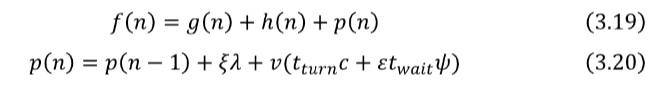 f(n) = g(n) + h(n) + p(n) (3.19)
p(n) = p(n − 1) + ξλ + v(t_{turn}c + εt_{wait}ψ) (3.20)